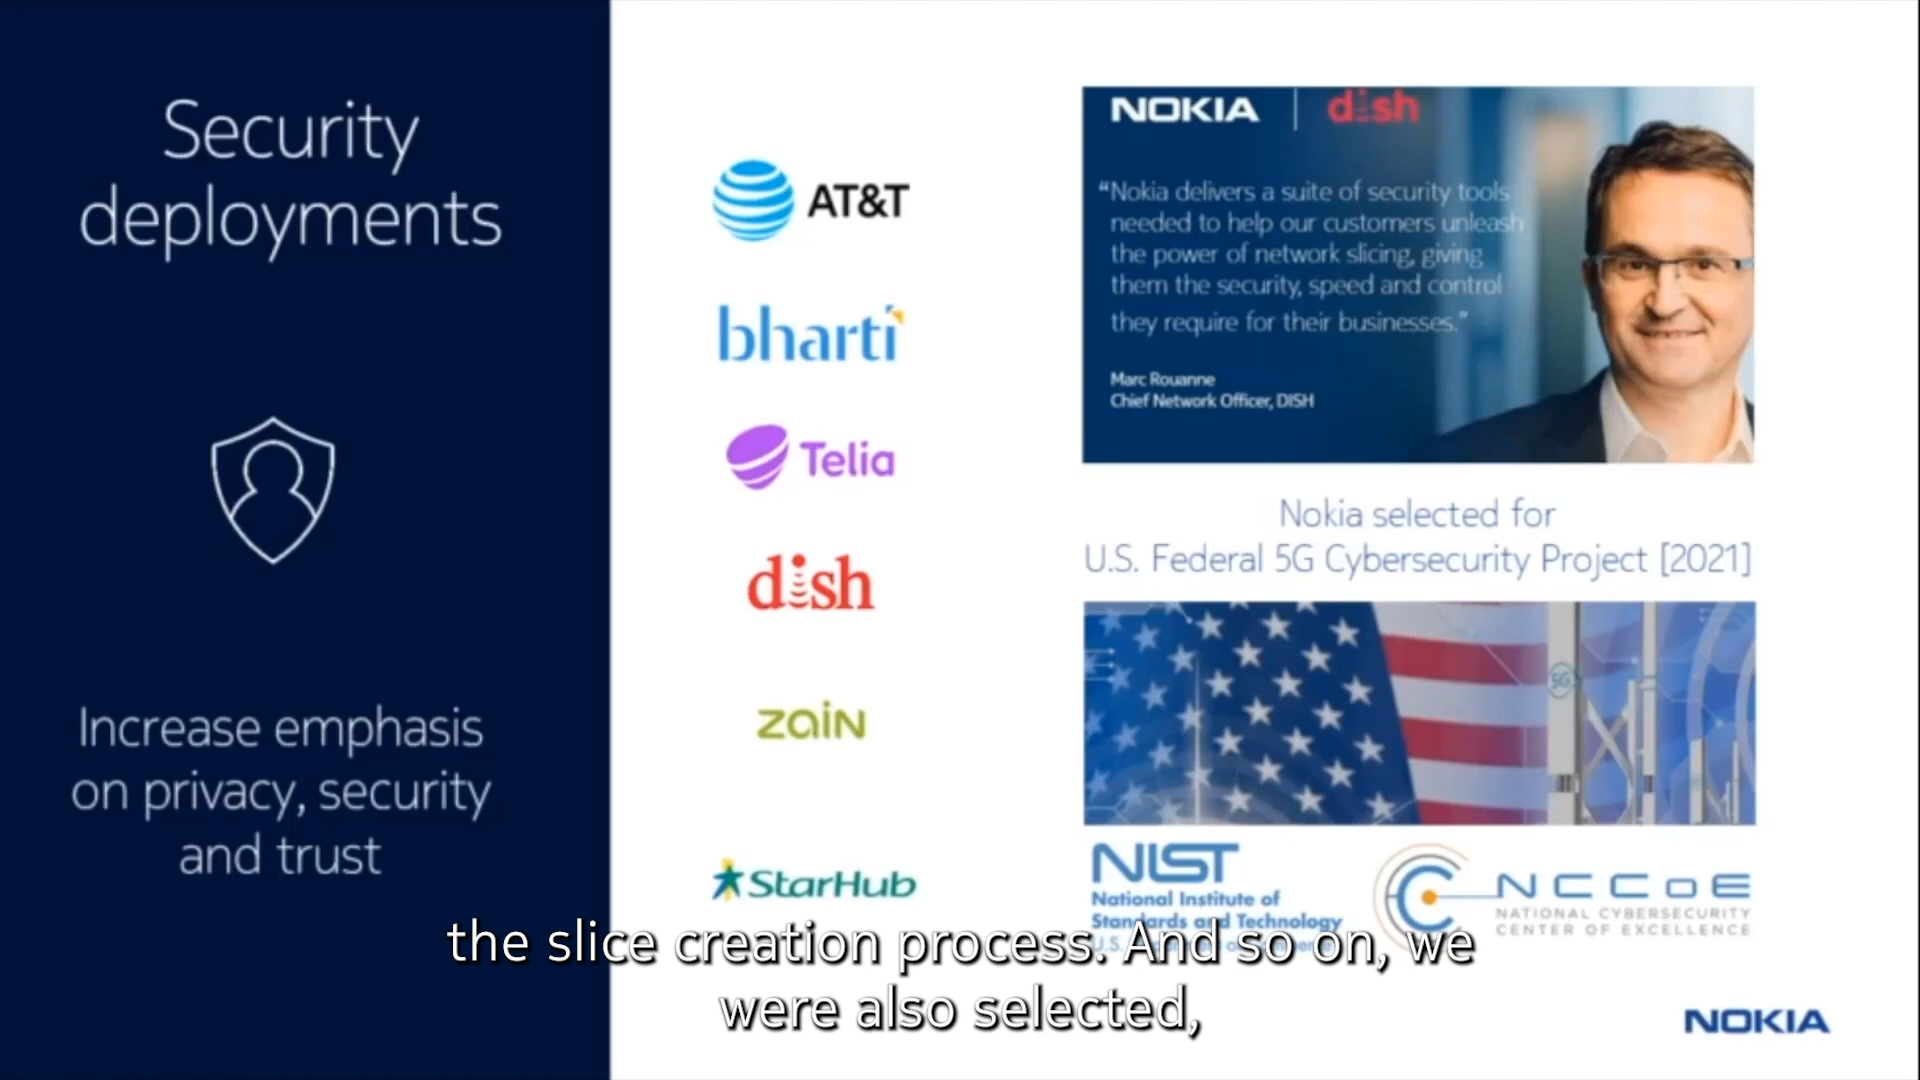 Security
deployments
Increase emphasis
on privacy, security
and trust
AT&T
bharti
Telia
dish
zain
StarHub
NOKIA | dish
“Nokia delivers a suite of security tools
needed to help our customers unleash
the power of network slicing, giving
them the security, speed and control
they require for their businesses.”
Marc Rouanne
Chief Network Officer, DISH
Nokia selected for
U.S. Federal 5G Cybersecurity Project [2021]
5G
NIST
National Institute of
Standards and Technology
U.S.
NCCoE
NATIONAL CYBERSECURITY
CENTER OF EXCELLENCE
the slice creation process. And so on, we
were also selected,
NOKIA